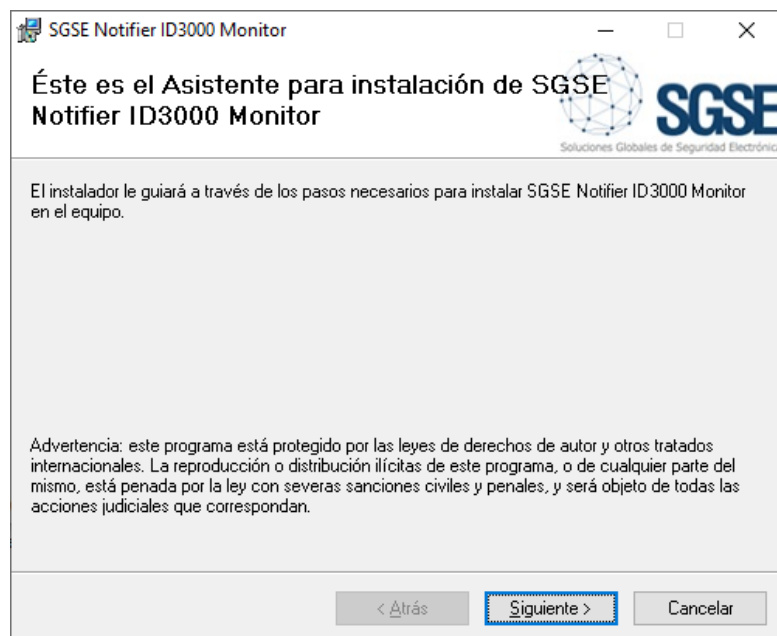 SGSE Notifier ID3000 Monitor
Éste es el Asistente para instalación de SGSE
Notifier ID3000 Monitor
SGSE
Soluciones Globales de Seguridad Electrónic
El instalador le guiará a través de los pasos necesarios para instalar SGSE Notifier ID3000 Monitor
en el equipo.
Advertencia: este programa está protegido por las leyes de derechos de autor y otros tratados
internacionales. La reproducción o distribución ilícitas de este programa, o de cualquier parte del
mismo, está penada por la ley con severas sanciones civiles y penales, y será objeto de todas las
acciones judiciales que correspondan.
< Atrás
Siguiente >
Cancelar